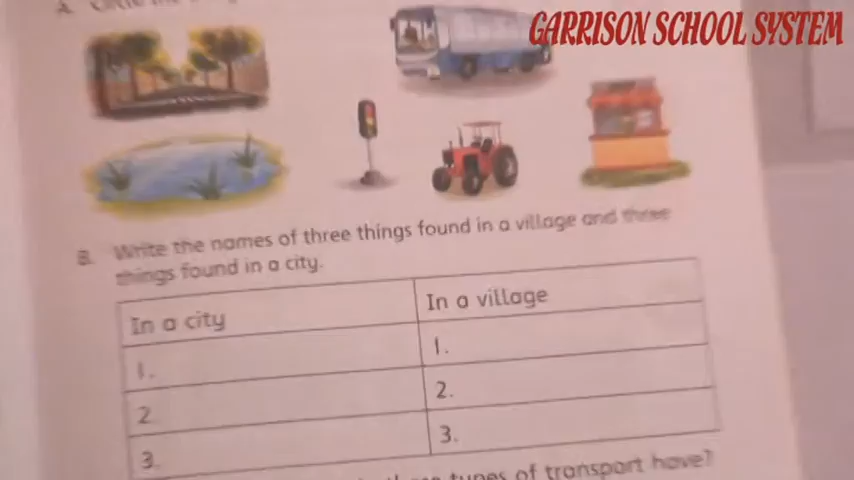 GARRISON SCHOOL SYSTEM
A.
B. Write the names of three things found in a village and three
things found in a city.
In a city
In a village
1.
1.
2.
2.
3.
3.
types of transport have?